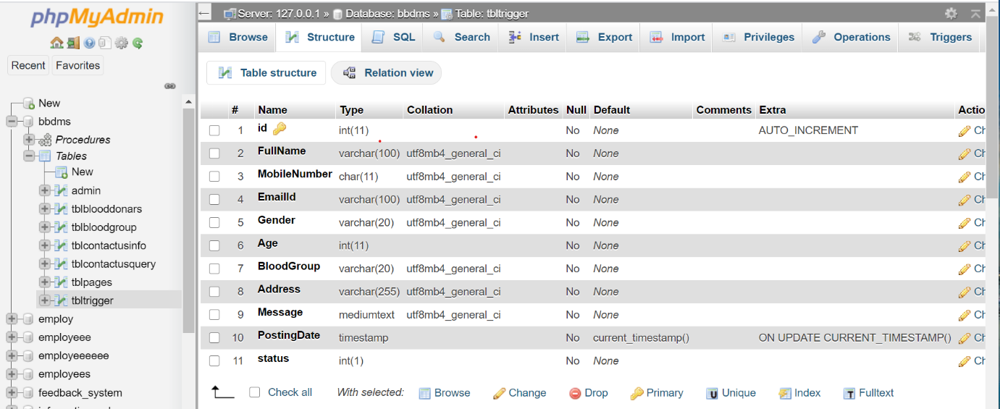 phpMyAdmin
Recent Favorites
New
bbdms
Procedures
Tables
New
admin
tblblooddonars
tblbloodgroup
tblcontactusinfo
tblcontactusquery
tblpages
tbltrigger
employ
employeee
employeeeeee
employees
feedback_system
Server: 127.0.0.1 » Database: bbdms » Table: tbltrigger
Browse Structure SQL Search Insert Export Import Privileges Operations Triggers
Table structure Relation view
# Name Type Collation Attributes Null Default Comments Extra Actio
1 id int(11) No None AUTO_INCREMENT Ch
2 FullName varchar(100) utf8mb4_general_ci No None Ch
3 MobileNumber char(11) utf8mb4_general_ci No None Ch
4 EmailId varchar(100) utf8mb4_general_ci No None Ch
5 Gender varchar(20) utf8mb4_general_ci No None Ch
6 Age int(11) No None Ch
7 BloodGroup varchar(20) utf8mb4_general_ci No None Ch
8 Address varchar(255) utf8mb4_general_ci No None Ch
9 Message mediumtext utf8mb4_general_ci No None Ch
10 PostingDate timestamp No current_timestamp() ON UPDATE CURRENT_TIMESTAMP() Ch
11 status int(1) No None Ch
Check all With selected: Browse Change Drop Primary Unique Index Fulltext